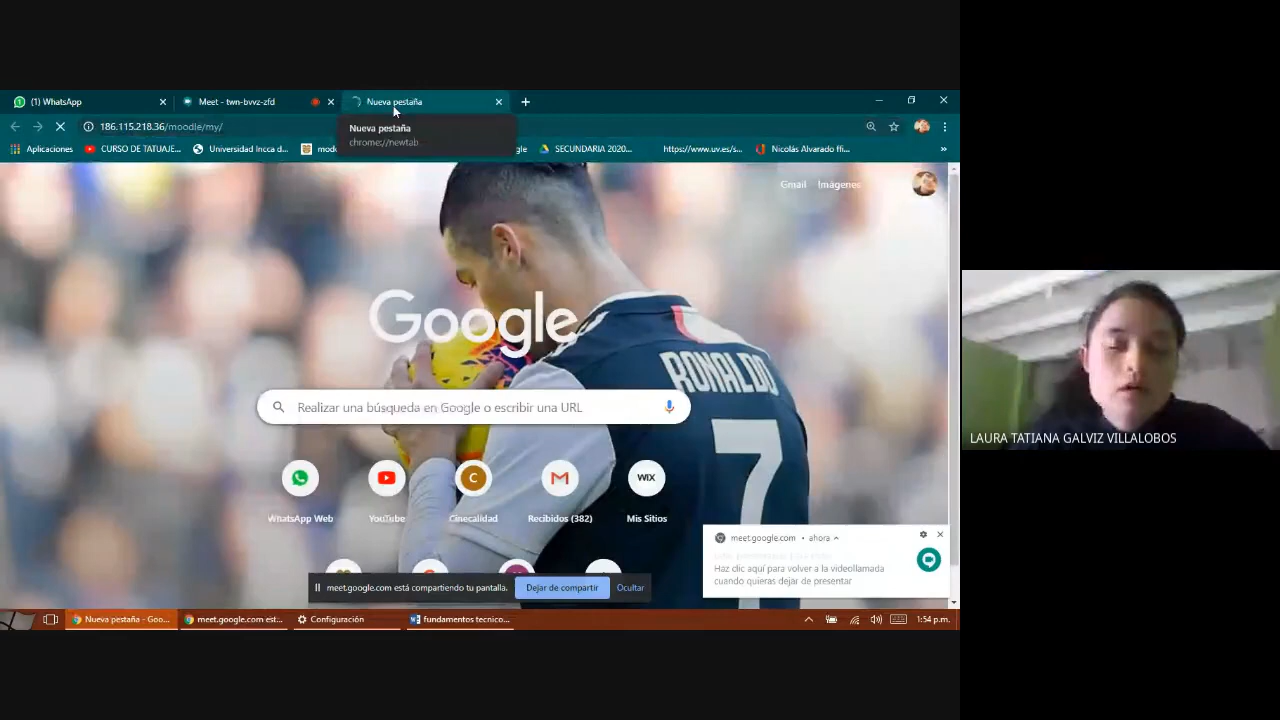 (1) WhatsApp
Meet - twn-bvvz-zfd
Nueva pestaña
186.115.218.36/moodle/my/
Nueva pestaña
chrome://newtab
Aplicaciones
CURSO DE TATUAJE...
Universidad Incca d...
SECUNDARIA 2020...
https://www.uv.es/s...
Nicolás Alvarado ffi...
»
Gmail
Imágenes
Google
RONALDO
7
Realizar una búsqueda en Google o escribir una URL
WhatsApp Web
YouTube
C
Cinecalidad
Recibidos (382)
WIX
Mis Sitios
meet.google.com • ahora
Haz clic aquí para volver a la videollamada
cuando quieras dejar de presentar
meet.google.com está compartiendo tu pantalla.
Dejar de compartir
Ocultar
Nueva pestaña - Goo...
meet.google.com est...
Configuración
fundamentos tecnico...
1:54 p.m.
LAURA TATIANA GALVIZ VILLALOBOS